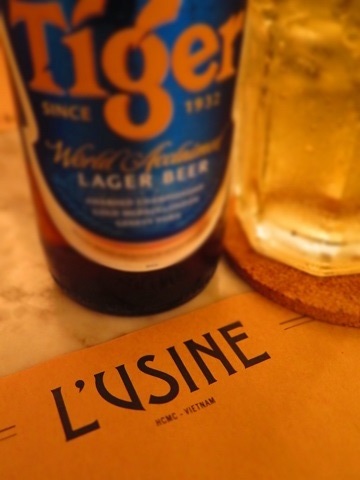 Tiger
SINCE 1932
World Acclaimed
LAGER BEER
L'USINE
HCMC - VIETNAM